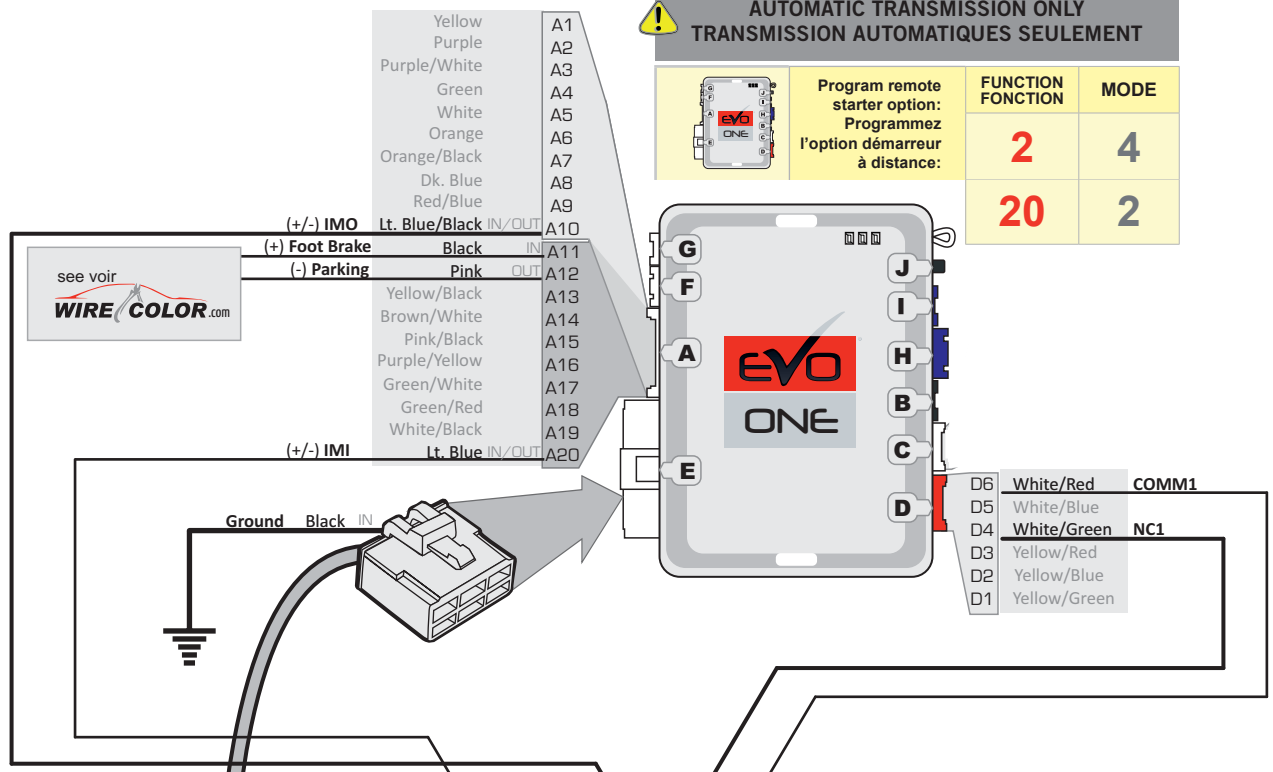 AUTOMATIC TRANSMISSION ONLY
TRANSMISSION AUTOMATIQUES SEULEMENT
Program remote
starter option:
Programmez
l'option démarreur
à distance:
FUNCTION
FONCTION
MODE
2 4
20 2
Yellow A1
Purple A2
Purple/White A3
Green A4
White A5
Orange A6
Orange/Black A7
Dk. Blue A8
Red/Blue A9
(+/-) IMO Lt. Blue/Black IN/OUT A10
(+) Foot Brake Black IN A11
(-) Parking Pink OUT A12
Yellow/Black A13
Brown/White A14
Pink/Black A15
Purple/Yellow A16
Green/White A17
Green/Red A18
White/Black A19
(+/-) IMI Lt. Blue IN/OUT A20
see voir
WIRE COLOR.com
Ground Black IN
G
F
A
E
J
I
H
B
C
D
EVO
ONE
D6 White/Red COMM1
D5 White/Blue
D4 White/Green NC1
D3 Yellow/Red
D2 Yellow/Blue
D1 Yellow/Green